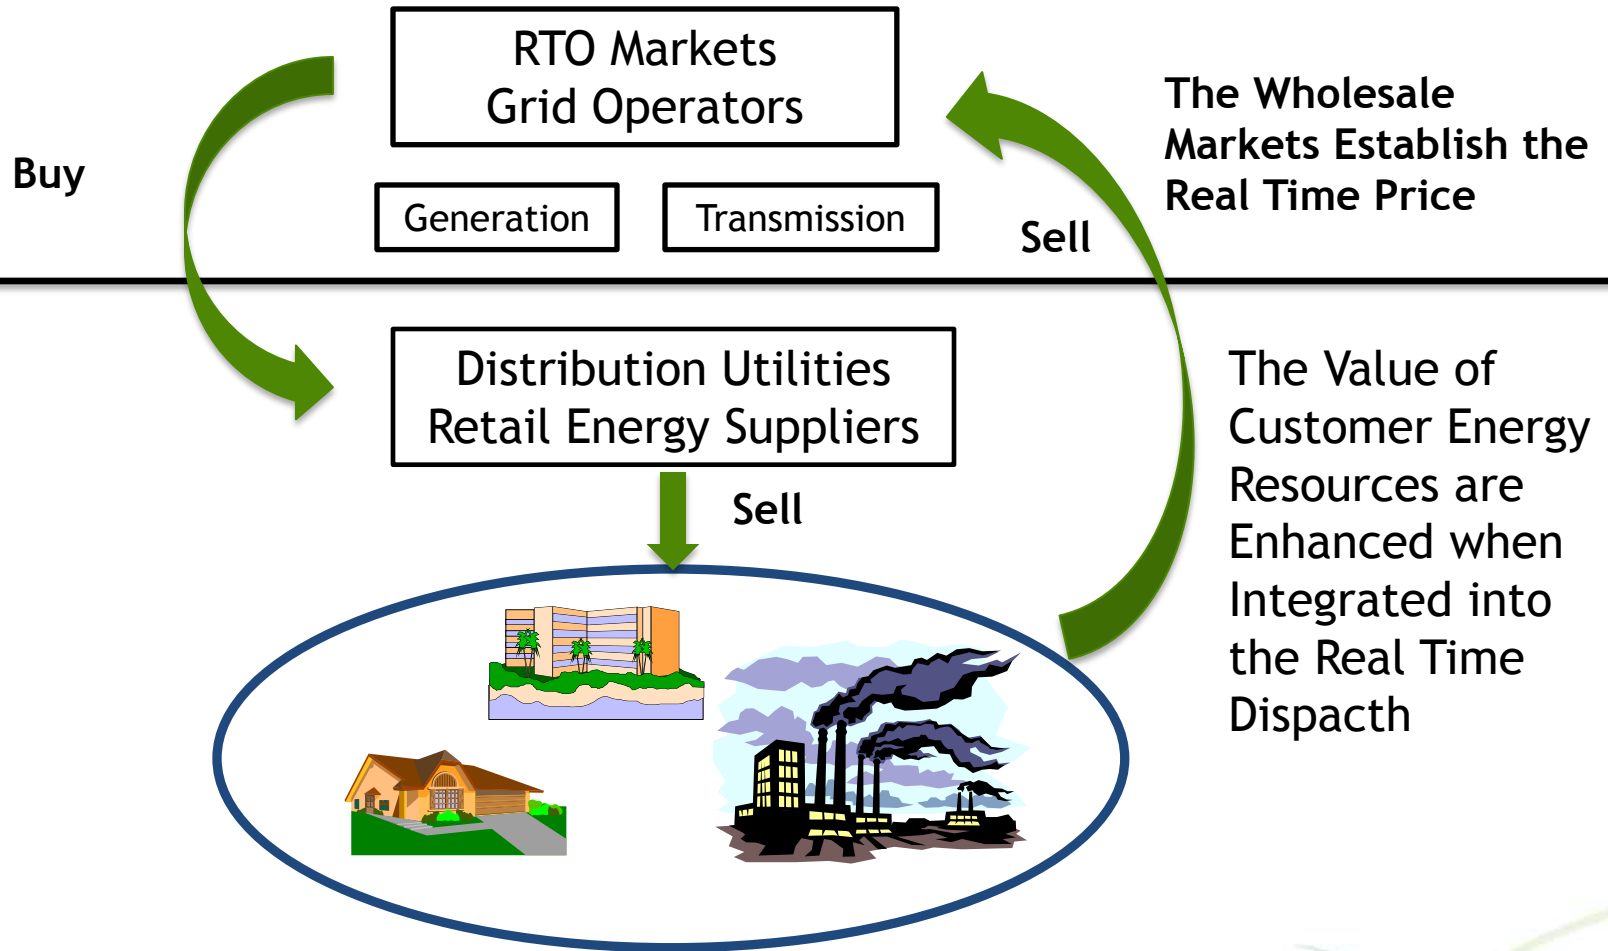 RTO Markets
Grid Operators
Buy
Generation
Transmission
Sell
The Wholesale
Markets Establish the
Real Time Price
Distribution Utilities
Retail Energy Suppliers
Sell
The Value of
Customer Energy
Resources are
Enhanced when
Integrated into
the Real Time
Dispacth